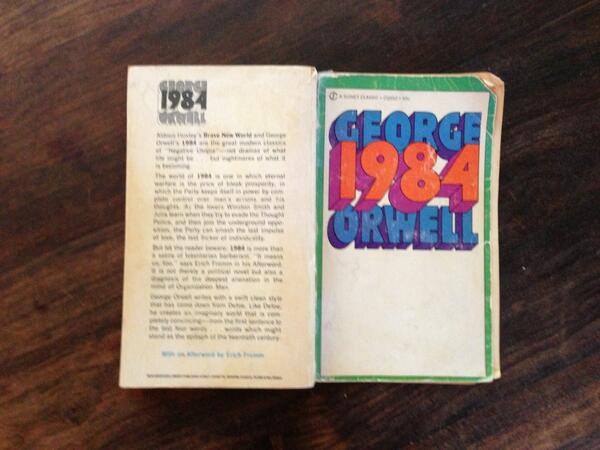 GEORGE
1984
ORWELL
Aldous Huxley's Brave New World and George
Orwell's 1984 are the great modern classics
of "Negative Utopia"—not dramas of what
life might be . . . but nightmares of what it
is becoming.
The world of 1984 is one in which eternal
warfare is the price of bleak prosperity, in
which the Party keeps itself in power by com-
plete control over man's actions and his
thoughts. As the lovers Winston Smith and
Julia learn when they try to evade the Thought
Police, and then join the underground oppo-
sition, the Party can smash the last impulse
of love, the last flicker of individuality.
But let the reader beware: 1984 is more than
a satire of totalitarian barbarism. "It means
us, too," says Erich Fromm in his Afterword.
It is not merely a political novel but also a
diagnosis of the deepest alienation in the
mind of Organization Man.
George Orwell writes with a swift clean style
that has come down from Defoe. Like Defoe,
he creates an imaginary world that is com-
pletely convincing—from the first sentence to
the last four words . . . words which might
stand as the epitaph of the twentieth century.
With an Afterword by Erich Fromm
A SIGNET CLASSIC
GEORGE
1984
ORWELL